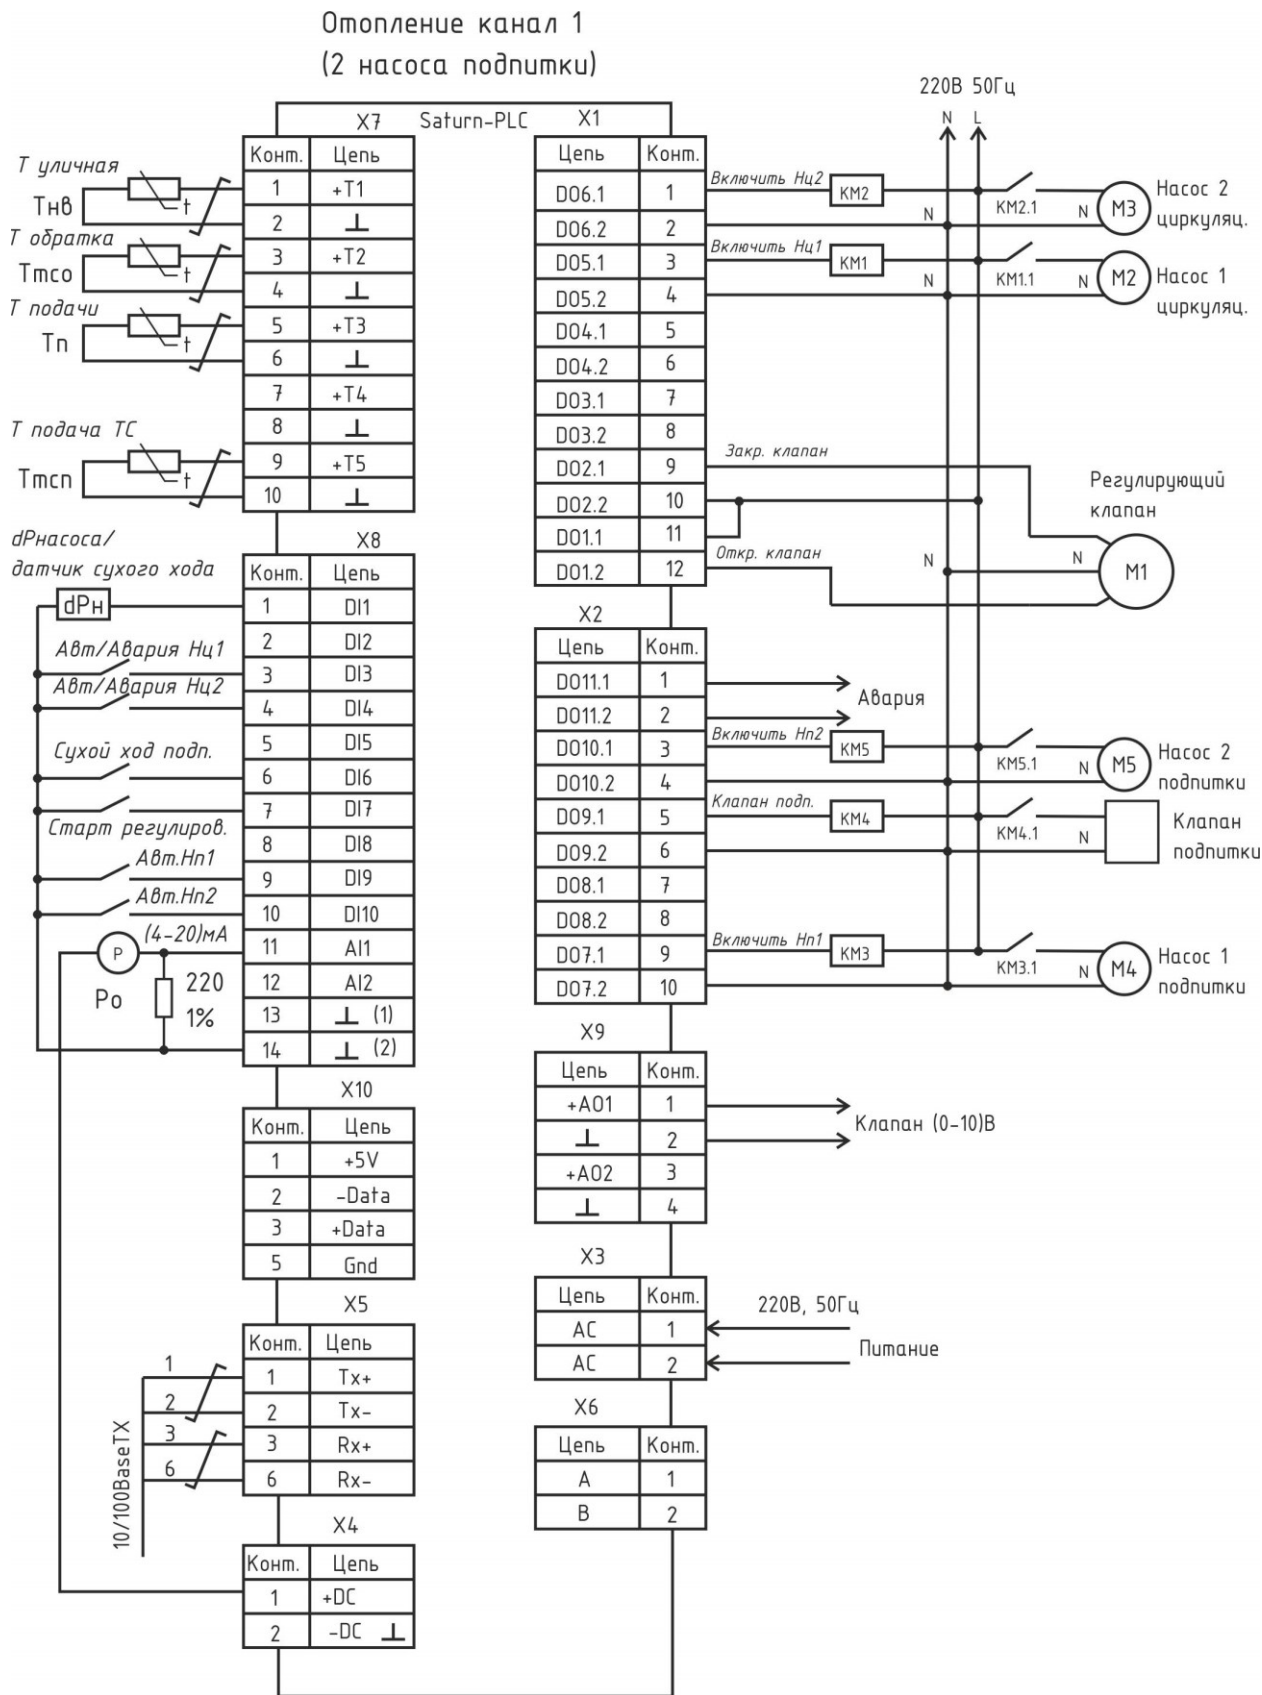 Отопление канал 1
(2 насоса подпитки)
220В 50Гц
N L
Saturn-PLC
X7
Конт. Цепь
1 +T1
2 ⊥
3 +T2
4 ⊥
5 +T3
6 ⊥
7 +T4
8 ⊥
9 +T5
10 ⊥
Т уличная
Тнв
t
Т обратка
Ттсо
t
Т подачи
Тп
t
Т подача ТС
Ттсп
t
X8
Конт. Цепь
1 DI1
2 DI2
3 DI3
4 DI4
5 DI5
6 DI6
7 DI7
8 DI8
9 DI9
10 DI10
11 AI1
12 AI2
13 ⊥ (1)
14 ⊥ (2)
dPнасоса/
датчик сухого хода
dPн
Авт/Авария Нц1
Авт/Авария Нц2
Сухой ход подп.
Старт регулиров.
Авт.Нп1
Авт.Нп2
(4-20)мА
P
Ро
220
1%
X10
Конт. Цепь
1 +5V
2 -Data
3 +Data
5 Gnd
X5
Конт. Цепь
1 Tx+
2 Tx-
3 Rx+
6 Rx-
1
2
3
6
10/100BaseTX
X4
Конт. Цепь
1 +DC
2 -DC ⊥
X1
Цепь Конт.
DO6.1 1
DO6.2 2
DO5.1 3
DO5.2 4
DO4.1 5
DO4.2 6
DO3.1 7
DO3.2 8
DO2.1 9
DO2.2 10
DO1.1 11
DO1.2 12
Включить Нц2
KM2
N
KM2.1
N
M3
Насос 2
циркуляц.
Включить Нц1
KM1
N
KM1.1
N
M2
Насос 1
циркуляц.
Закр. клапан
Откр. клапан
N
N
M1
Регулирующий
клапан
X2
Цепь Конт.
DO11.1 1
DO11.2 2
DO10.1 3
DO10.2 4
DO9.1 5
DO9.2 6
DO8.1 7
DO8.2 8
DO7.1 9
DO7.2 10
Авария
Включить Нп2
KM5
KM5.1
N
M5
Насос 2
подпитки
Клапан подп.
KM4
KM4.1
N
Клапан
подпитки
Включить Нп1
KM3
KM3.1
N
M4
Насос 1
подпитки
X9
Цепь Конт.
+AO1 1
⊥ 2
+AO2 3
⊥ 4
Клапан (0-10)В
X3
Цепь Конт.
AC 1
AC 2
220В, 50Гц
Питание
X6
Цепь Конт.
A 1
B 2